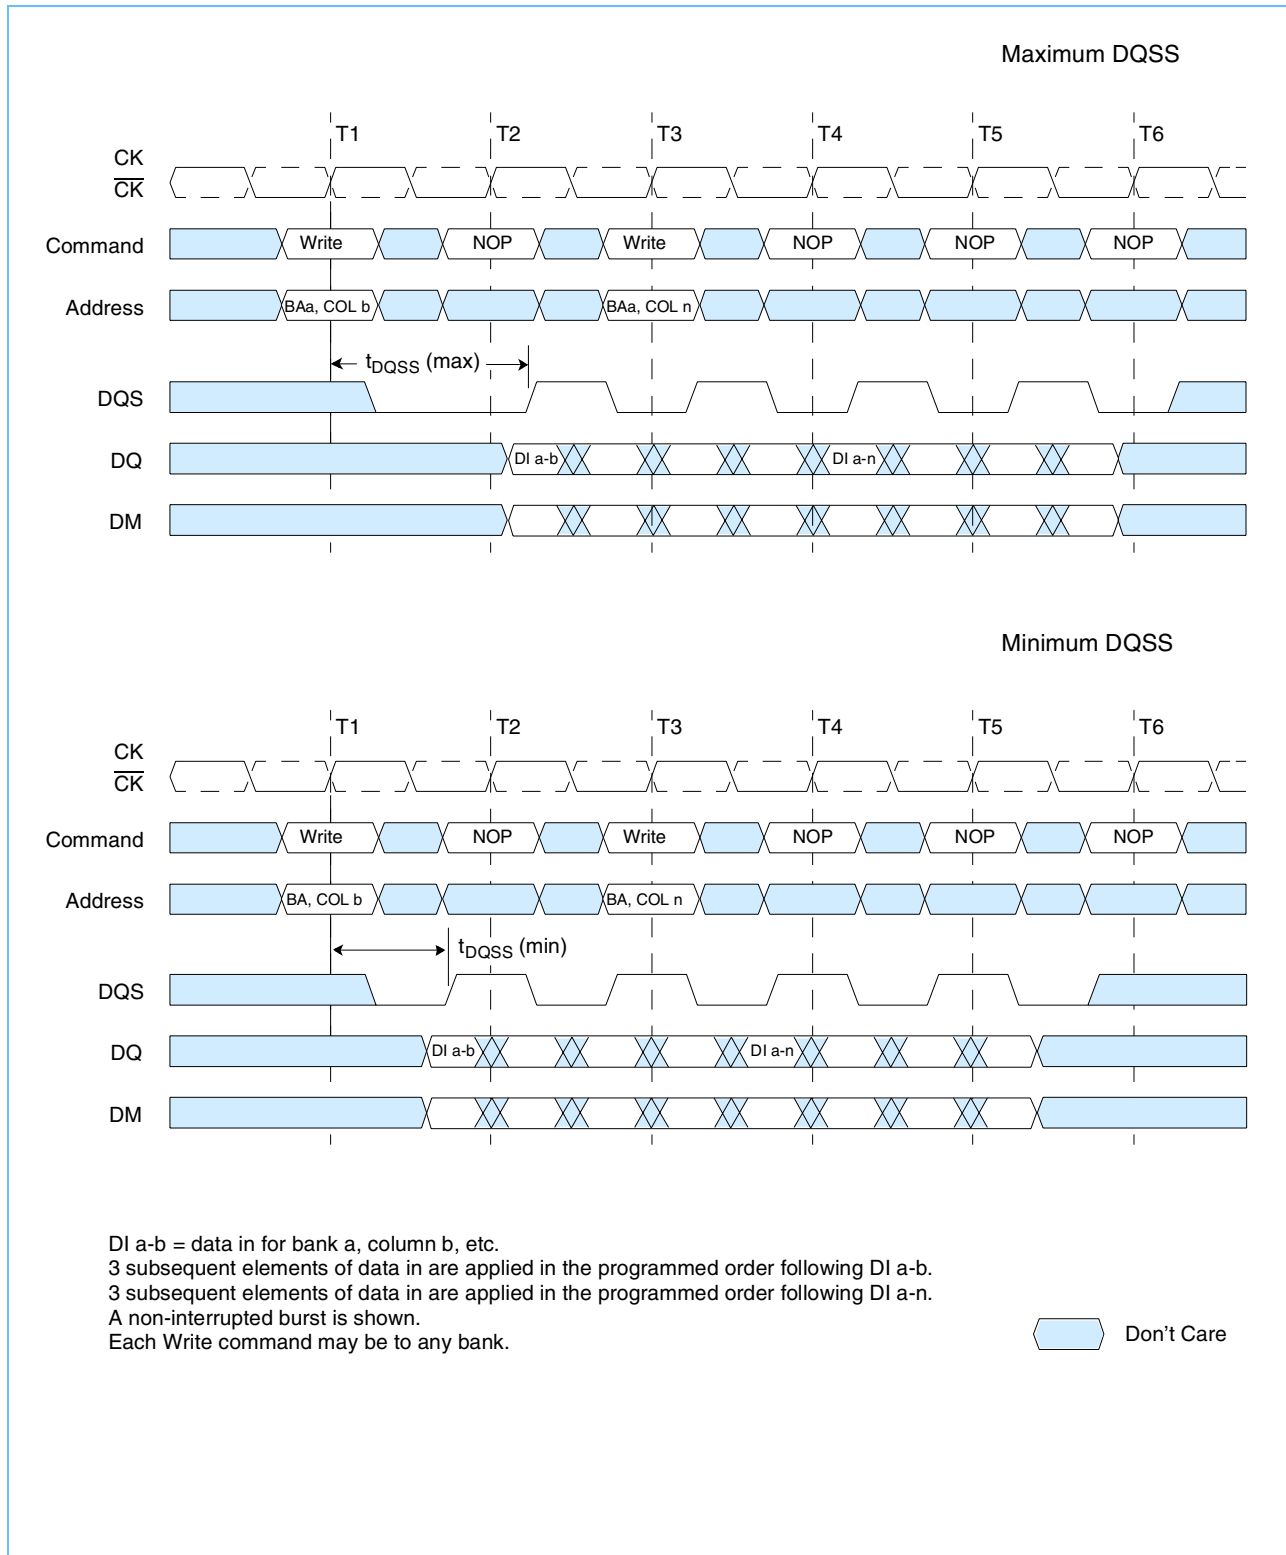 Maximum DQSS
T1 T2 T3 T4 T5 T6
CK
CK
Command Write NOP Write NOP NOP NOP
Address BAa, COL b BAa, COL n
tDQSS (max)
DQS
DQ DI a-b DI a-n
DM
Minimum DQSS
T1 T2 T3 T4 T5 T6
CK
CK
Command Write NOP Write NOP NOP NOP
Address BA, COL b BA, COL n
tDQSS (min)
DQS
DQ DI a-b DI a-n
DM
DI a-b = data in for bank a, column b, etc.
3 subsequent elements of data in are applied in the programmed order following DI a-b.
3 subsequent elements of data in are applied in the programmed order following DI a-n.
A non-interrupted burst is shown.
Each Write command may be to any bank.
Don't Care